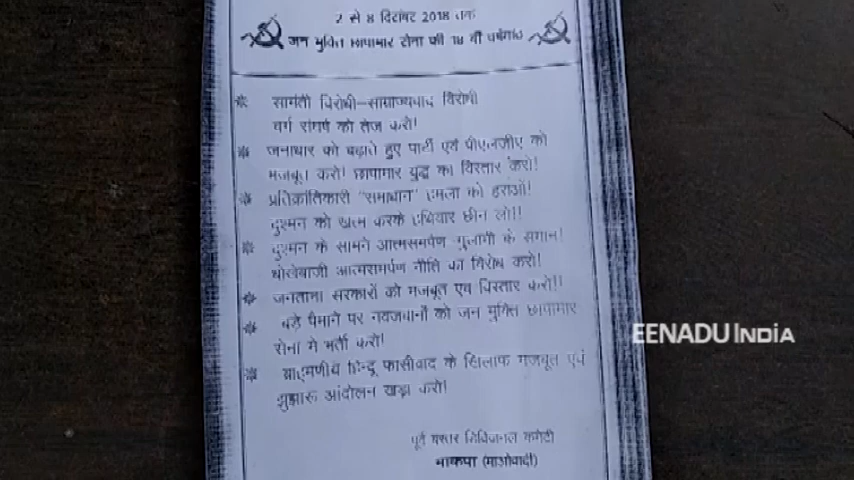 2 से 8 दिसंबर 2018 तक
जन मुक्ति छापामार सेना की 18 वीं वर्षगांठ
सामंती विरोधी-साम्राज्यवाद विरोधी
वर्ग संघर्ष को तेज करो!
जनाधार को बढ़ाते हुए पार्टी एवं पीएलजीए को
मजबूत करो! छापामार युद्ध का विस्तार करो!
प्रतिक्रांतिकारी "समाधान" हमला को हराओ!
दुश्मन को खत्म करके हथियार छीन लो!!
दुश्मन के सामने आत्मसमर्पण गुलामी के समान!
धोखेबाजी आत्मसमर्पण नीति का विरोध करो!
जनताना सरकारों को मजबूत एवं विस्तार करो!!
बड़े पैमाने पर नवजवानों को जन मुक्ति छापामार
सेना में भर्ती करो!
ब्राह्मणीय हिन्दू फासीवाद के खिलाफ मजबूत एवं
जुझारू आंदोलन खड़ा करो!
EENADU INDIA
पूर्व बस्तर डिविजनल कमेटी
भाकपा (माओवादी)